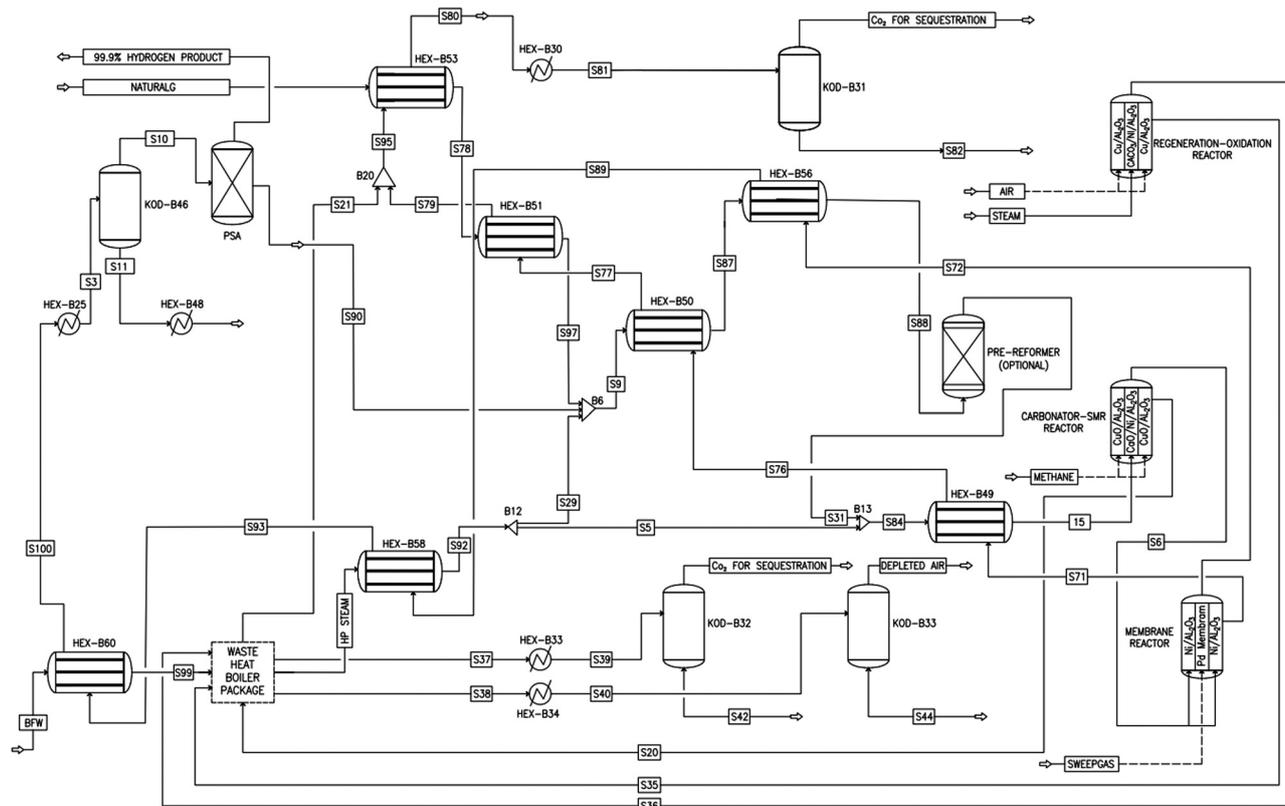 S80
Co₂ FOR SEQUESTRATION
99.9% HYDROGEN PRODUCT
HEX-B53
HEX-B30
NATURALG
S81
KOD-B31
S10
S95
S78
S82
Cu/Al₂O₃
CACO₃/Ni/Al₂O₃
Cu/Al₂O₃
REGENERATION-OXIDATION
REACTOR
S89
HEX-B56
B20
KOD-B46
PSA
S21
S79
HEX-B51
AIR
STEAM
S11
S3
S77
S87
S72
HEX-B25
HEX-B48
HEX-B50
S90
S97
S88
PRE-REFORMER
(OPTIONAL)
S9
B6
CuO/Al₂O₃
CaO/Ni/Al₂O₃
CuO/Al₂O₃
CARBONATOR-SMR
REACTOR
S76
METHANE
HEX-B49
S29
B12
S31
B13
S84
15
S93
S92
S5
S6
S100
HEX-B58
Co₂ FOR SEQUESTRATION
DEPLETED AIR
S71
HP STEAM
KOD-B32
KOD-B33
Ni/Al₂O₃
Pd Membram
Ni/Al₂O₃
MEMBRANE
REACTOR
HEX-B60
WASTE
HEAT
BOILER
PACKAGE
HEX-B33
S37
S39
S99
S38
S40
HEX-B34
BFW
S42
S44
S20
SWEEPGAS
S35
S36